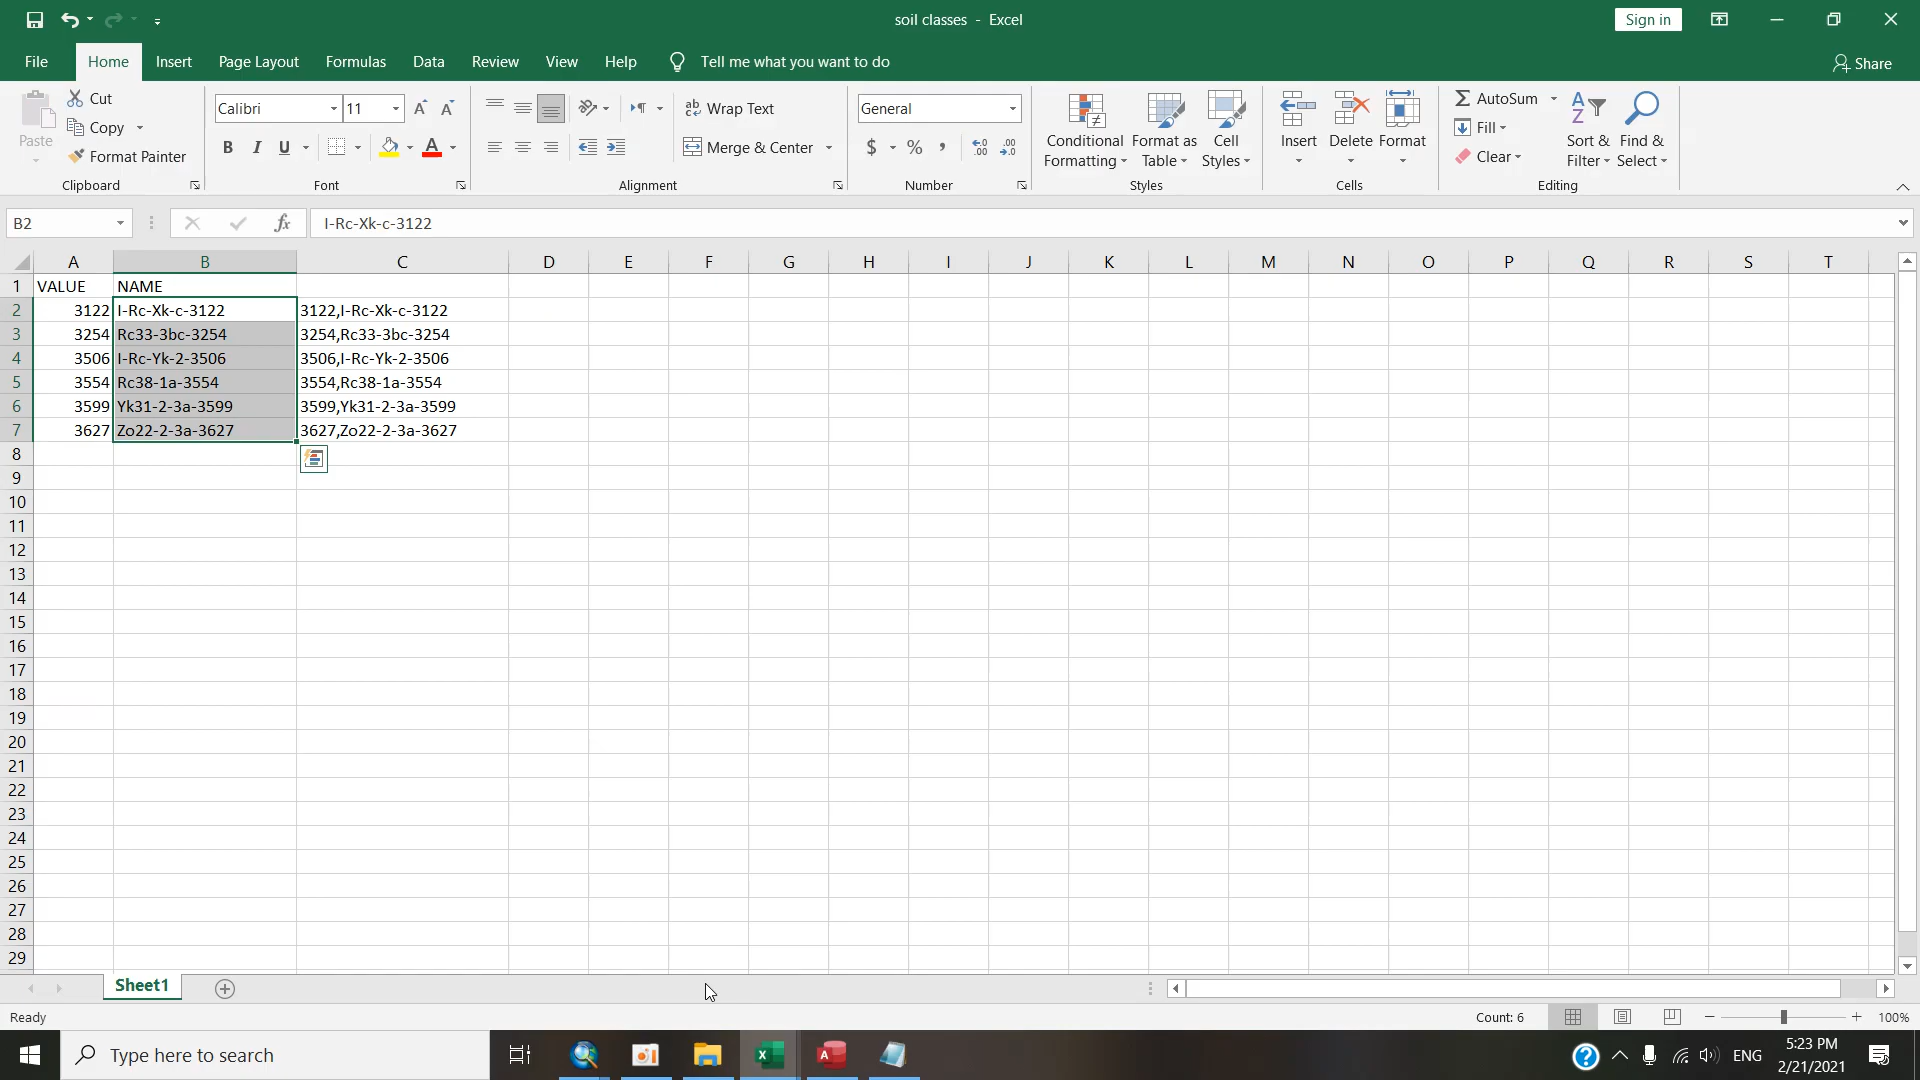 soil classes - Excel
Sign in
File Home Insert Page Layout Formulas Data Review View Help Tell me what you want to do Share
Paste Cut Copy Format Painter Clipboard
Calibri 11 B I U Font
Wrap Text Merge & Center Alignment
General $ % , Number
Conditional Formatting Format as Table Cell Styles Styles
Insert Delete Format Cells
AutoSum Fill Clear Sort & Filter Find & Select Editing
B2 fx I-Rc-Xk-c-3122
A B C D E F G H I J K L M N O P Q R S T
1 VALUE NAME
2 3122 I-Rc-Xk-c-3122 3122,I-Rc-Xk-c-3122
3 3254 Rc33-3bc-3254 3254,Rc33-3bc-3254
4 3506 I-Rc-Yk-2-3506 3506,I-Rc-Yk-2-3506
5 3554 Rc38-1a-3554 3554,Rc38-1a-3554
6 3599 Yk31-2-3a-3599 3599,Yk31-2-3a-3599
7 3627 Zo22-2-3a-3627 3627,Zo22-2-3a-3627
8
9
10
11
12
13
14
15
16
17
18
19
20
21
22
23
24
25
26
27
28
29
Sheet1
Ready Count: 6 100%
Type here to search ENG 5:23 PM
2/21/2021